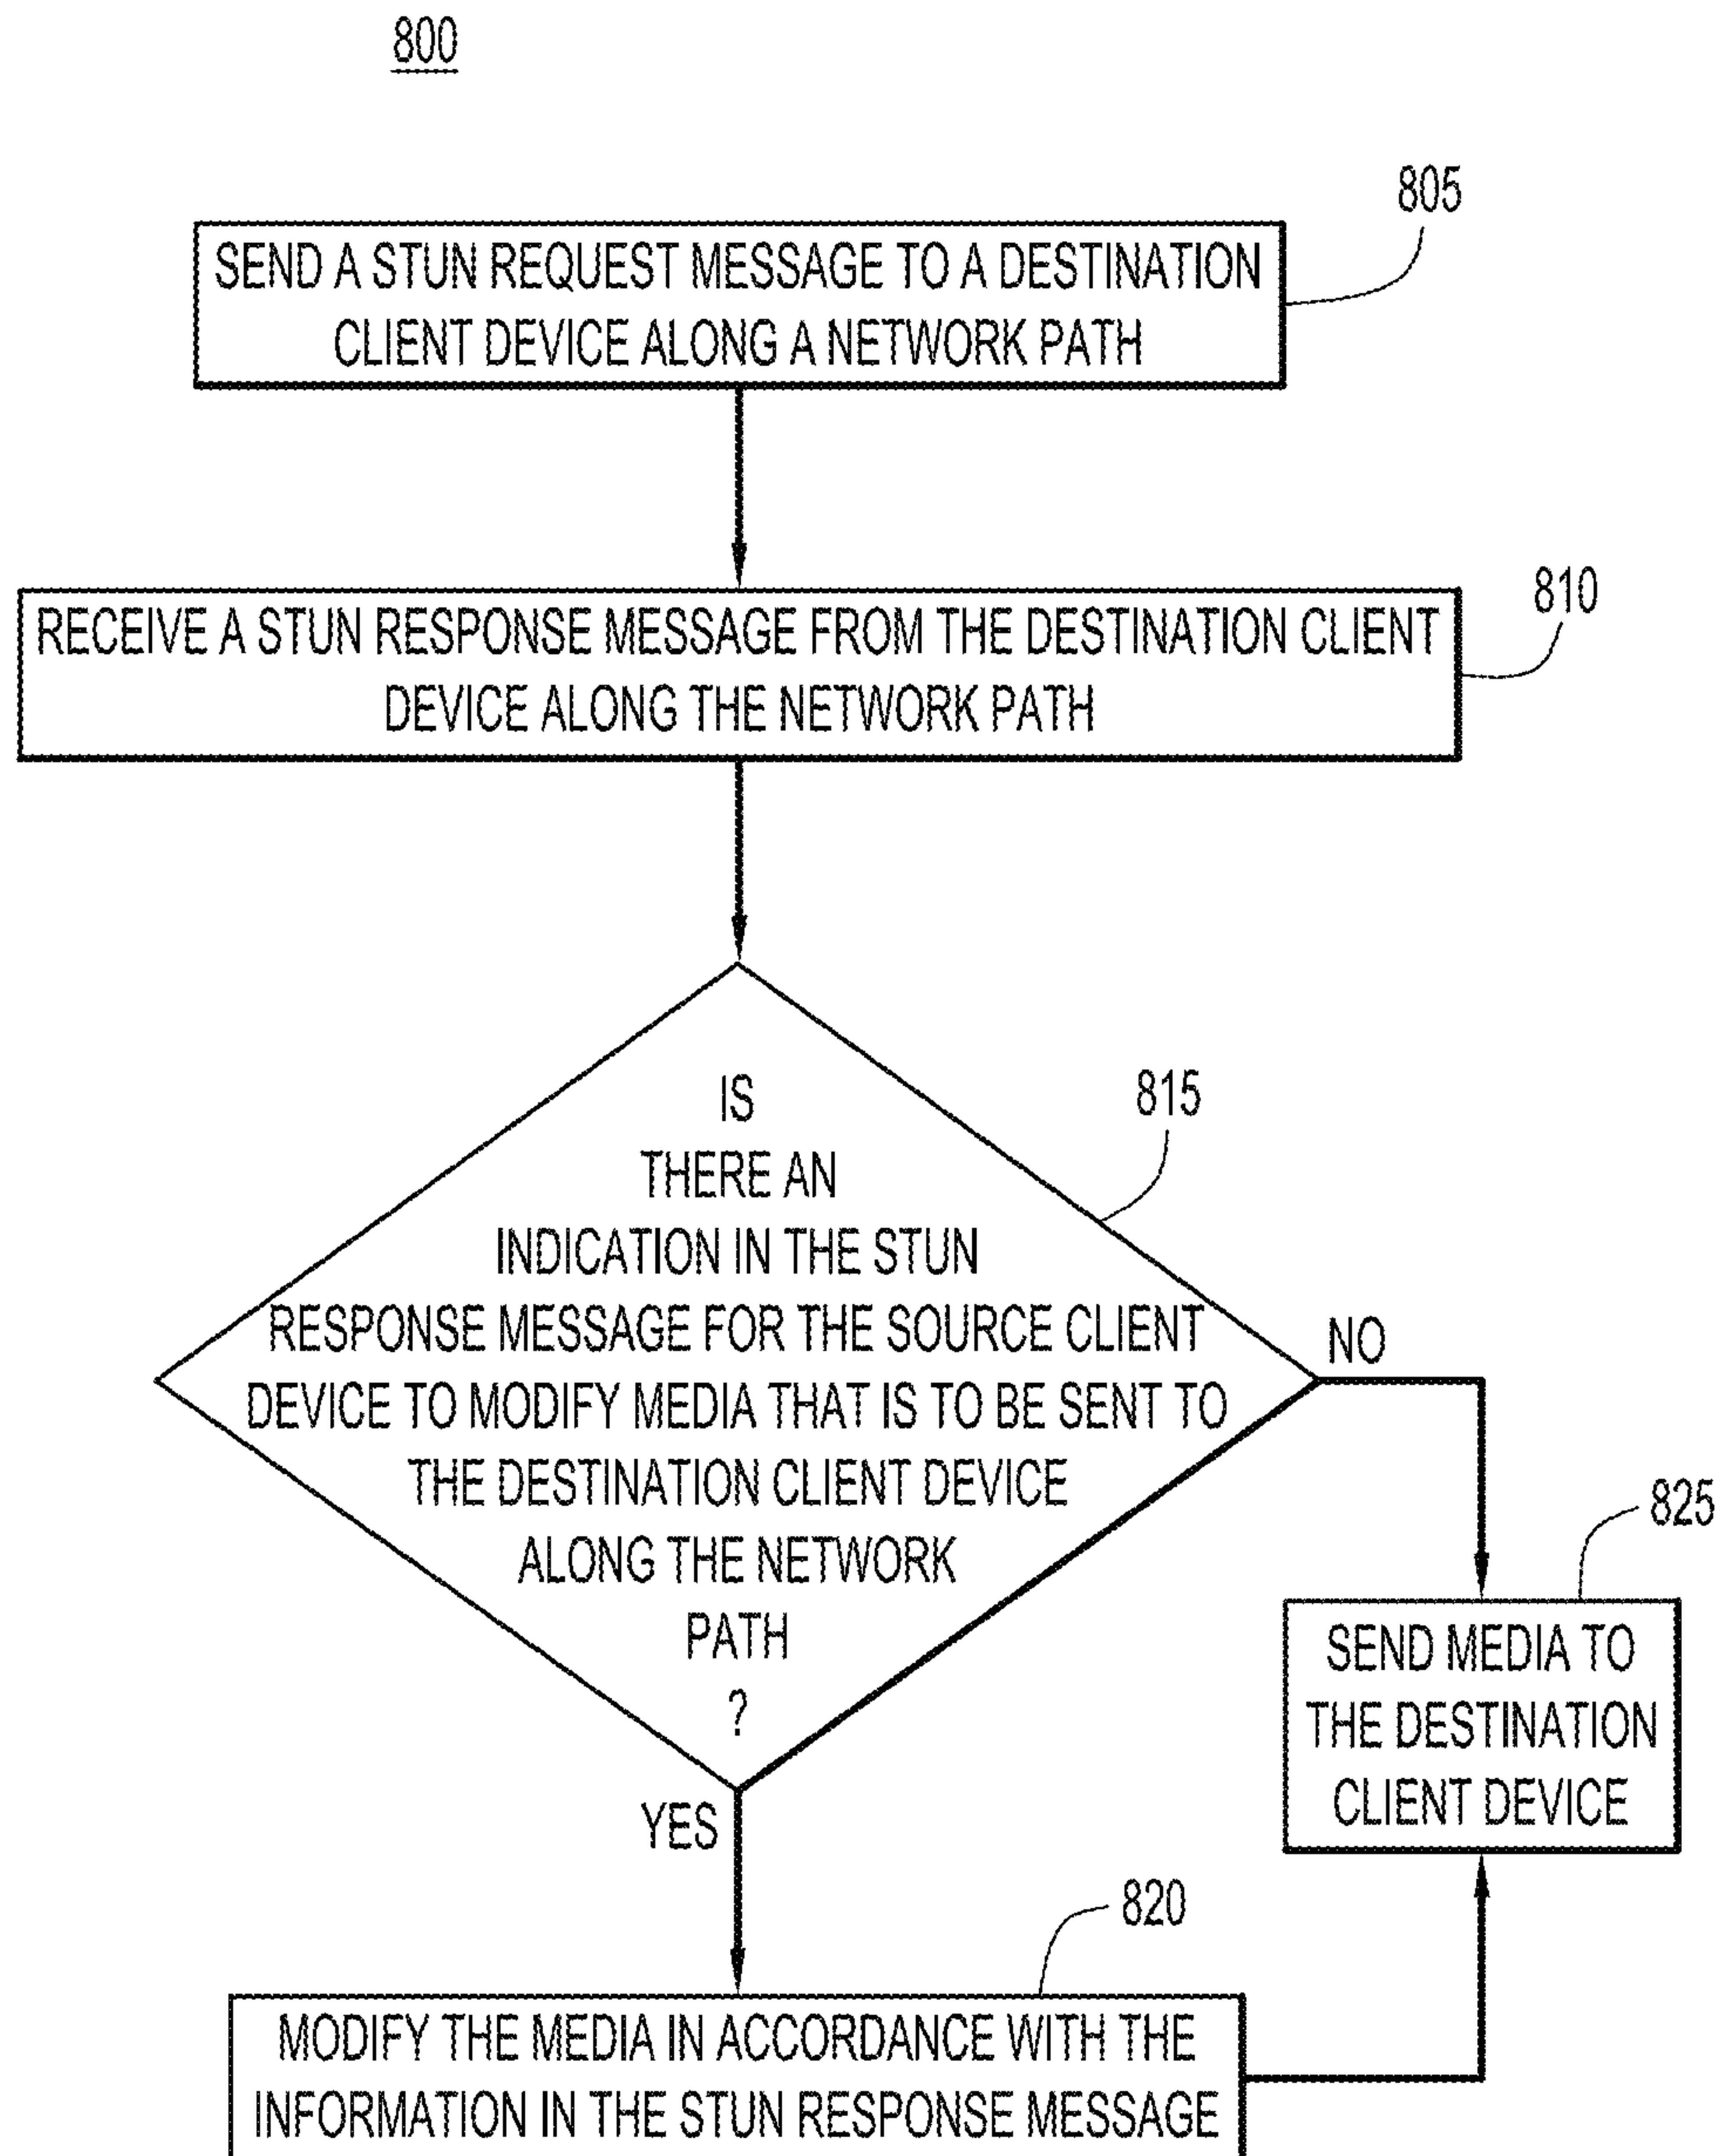 800
805
SEND A STUN REQUEST MESSAGE TO A DESTINATION
CLIENT DEVICE ALONG A NETWORK PATH
810
RECEIVE A STUN RESPONSE MESSAGE FROM THE DESTINATION CLIENT
DEVICE ALONG THE NETWORK PATH
815
IS
THERE AN
INDICATION IN THE STUN
RESPONSE MESSAGE FOR THE SOURCE CLIENT
DEVICE TO MODIFY MEDIA THAT IS TO BE SENT TO
THE DESTINATION CLIENT DEVICE
ALONG THE NETWORK
PATH
?
NO
825
SEND MEDIA TO
THE DESTINATION
CLIENT DEVICE
YES
820
MODIFY THE MEDIA IN ACCORDANCE WITH THE
INFORMATION IN THE STUN RESPONSE MESSAGE